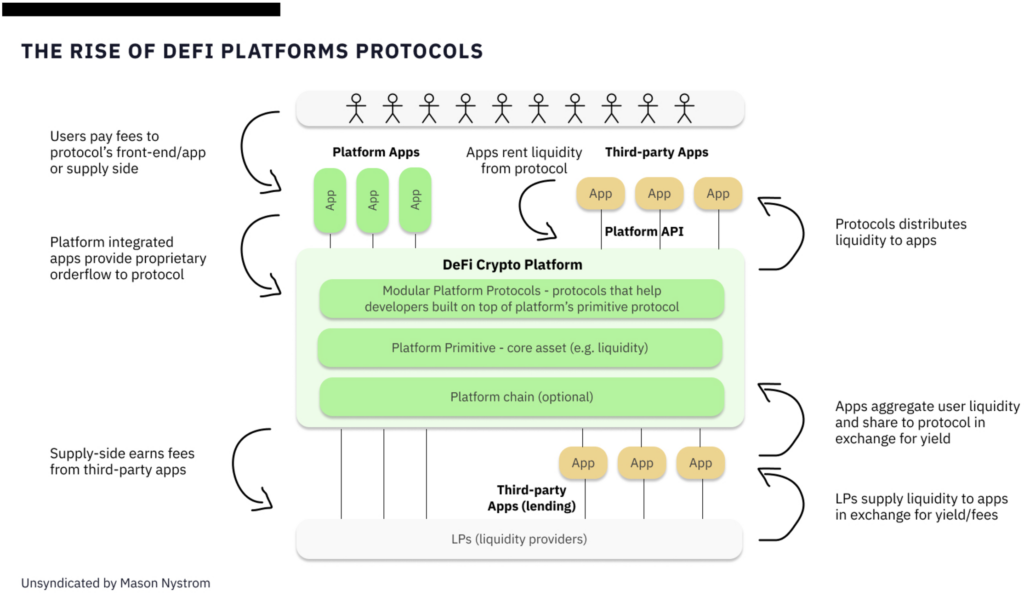 THE RISE OF DEFI PLATFORMS PROTOCOLS
Users pay fees to
protocol's front-end/app
or supply side
Platform Apps
Apps rent liquidity
from protocol
Third-party Apps
App
App
App
App
App
App
Platform API
Protocols distributes
liquidity to apps
Platform integrated
apps provide proprietary
orderflow to protocol
DeFi Crypto Platform
Modular Platform Protocols - protocols that help
developers built on top of platform's primitive protocol
Platform Primitive - core asset (e.g. liquidity)
Platform chain (optional)
Apps aggregate user liquidity
and share to protocol in
exchange for yield
Supply-side earns fees
from third-party apps
App
App
App
Third-party
Apps (lending)
LPs supply liquidity to apps
in exchange for yield/fees
LPs (liquidity providers)
Unsyndicated by Mason Nystrom